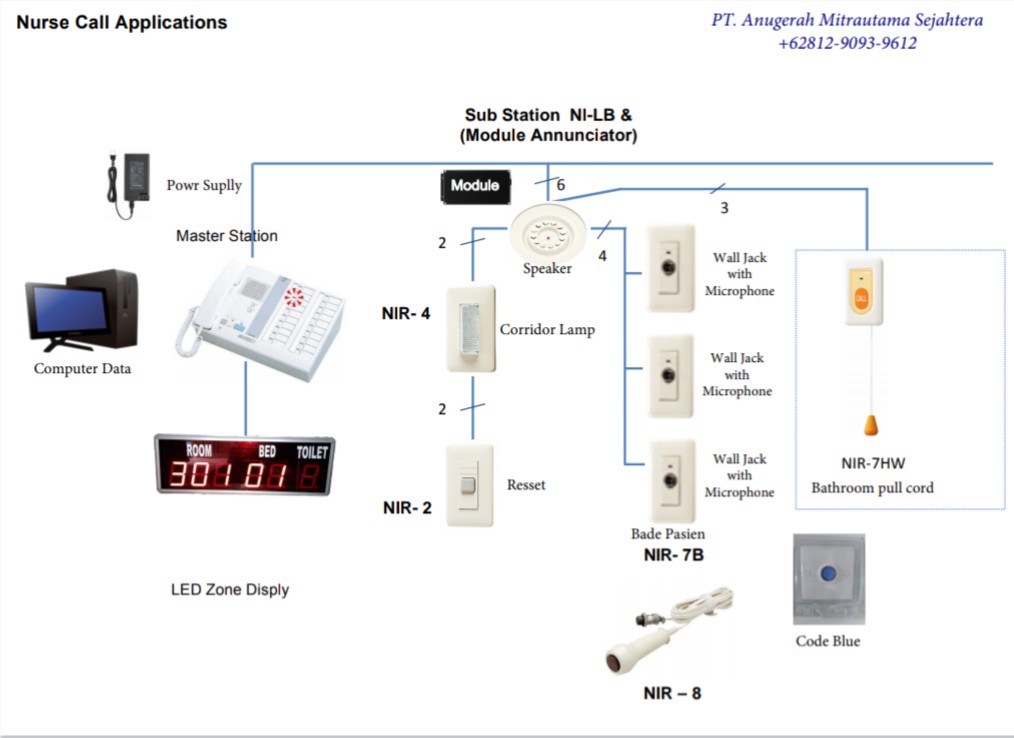 Nurse Call Applications
PT. Anugerah Mitrautama Sejahtera
+62812-9093-9612
Sub Station NI-LB &
(Module Annunciator)
Powr Suplly
Module
6
3
Master Station
2
Speaker
4
Wall Jack
with
Microphone
CALL
NIR- 4
Corridor Lamp
Computer Data
Wall Jack
with
Microphone
2
ROOM BED TOILET
301 01
NIR-7HW
Bathroom pull cord
Resset
Wall Jack
with
Microphone
NIR- 2
Bade Pasien
NIR- 7B
LED Zone Disply
Code Blue
NIR – 8